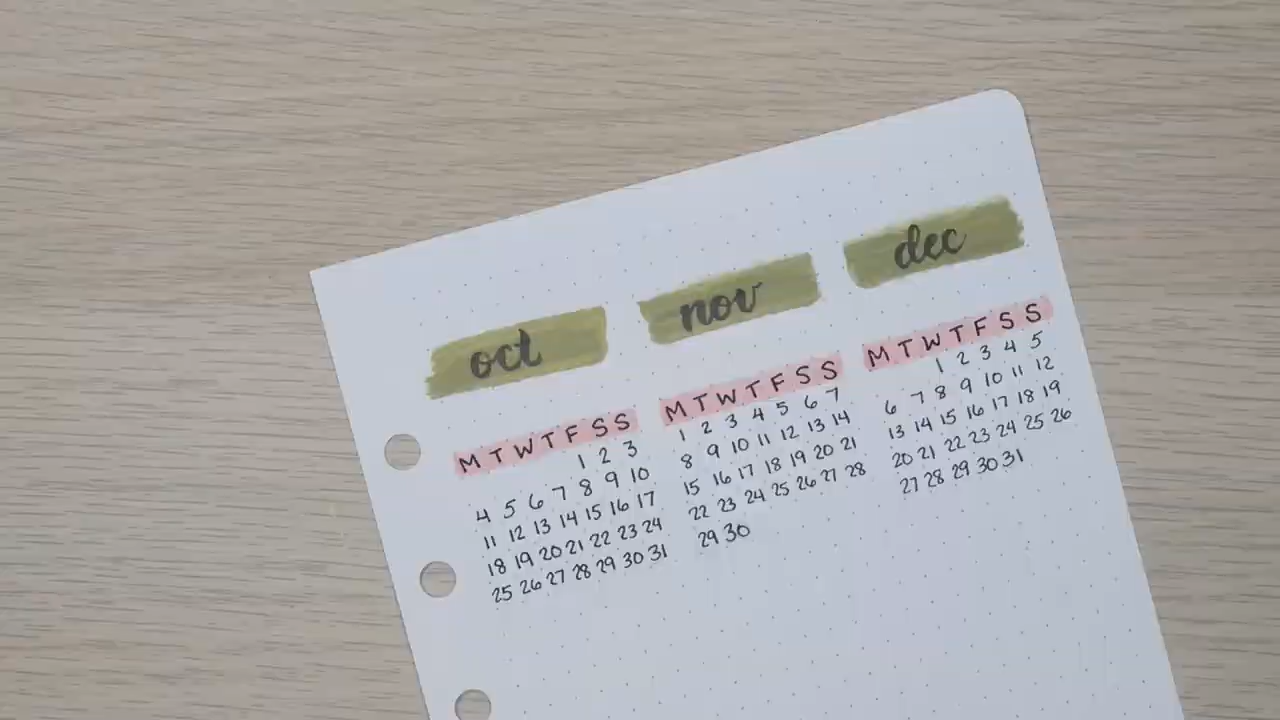 oct
M T W T F S S
1 2 3
4 5 6 7 8 9 10
11 12 13 14 15 16 17
18 19 20 21 22 23 24
25 26 27 28 29 30 31
nov
M T W T F S S
1 2 3 4 5 6 7
8 9 10 11 12 13 14
15 16 17 18 19 20 21
22 23 24 25 26 27 28
29 30
dec
M T W T F S S
1 2 3 4 5
6 7 8 9 10 11 12
13 14 15 16 17 18 19
20 21 22 23 24 25 26
27 28 29 30 31